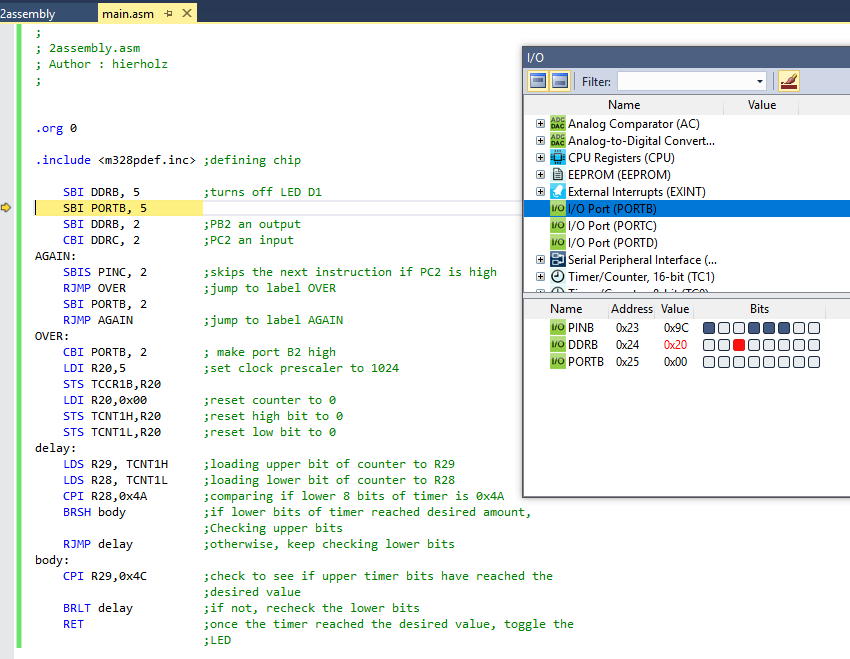 2assembly main.asm
;
; 2assembly.asm
; Author : hierholz
;
.org 0
.include <m328pdef.inc> ;defining chip
SBI DDRB, 5 ;turns off LED D1
SBI PORTB, 5
SBI DDRB, 2 ;PB2 an output
CBI DDRC, 2 ;PC2 an input
AGAIN:
SBIS PINC, 2 ;skips the next instruction if PC2 is high
RJMP OVER ;jump to label OVER
SBI PORTB, 2
RJMP AGAIN ;jump to label AGAIN
OVER:
CBI PORTB, 2 ; make port B2 high
LDI R20,5 ;set clock prescaler to 1024
STS TCCR1B,R20
LDI R20,0x00 ;reset counter to 0
STS TCNT1H,R20 ;reset high bit to 0
STS TCNT1L,R20 ;reset low bit to 0
delay:
LDS R29, TCNT1H ;loading upper bit of counter to R29
LDS R28, TCNT1L ;loading lower bit of counter to R28
CPI R28,0x4A ;comparing if lower 8 bits of timer is 0x4A
BRSH body ;if lower bits of timer reached desired amount,
;Checking upper bits
RJMP delay ;otherwise, keep checking lower bits
body:
CPI R29,0x4C ;check to see if upper timer bits have reached the
;desired value
BRLT delay ;if not, recheck the lower bits
RET ;once the timer reached the desired value, toggle the
;LED
I/O
Filter:
Name Value
ADC DAC Analog Comparator (AC)
ADC DAC Analog-to-Digital Convert...
CPU Registers (CPU)
EEPROM (EEPROM)
External Interrupts (EXINT)
I/O I/O Port (PORTB)
I/O I/O Port (PORTC)
I/O I/O Port (PORTD)
Serial Peripheral Interface (...
Timer/Counter, 16-bit (TC1)
Name Address Value Bits
I/O PINB 0x23 0x9C
I/O DDRB 0x24 0x20
I/O PORTB 0x25 0x00